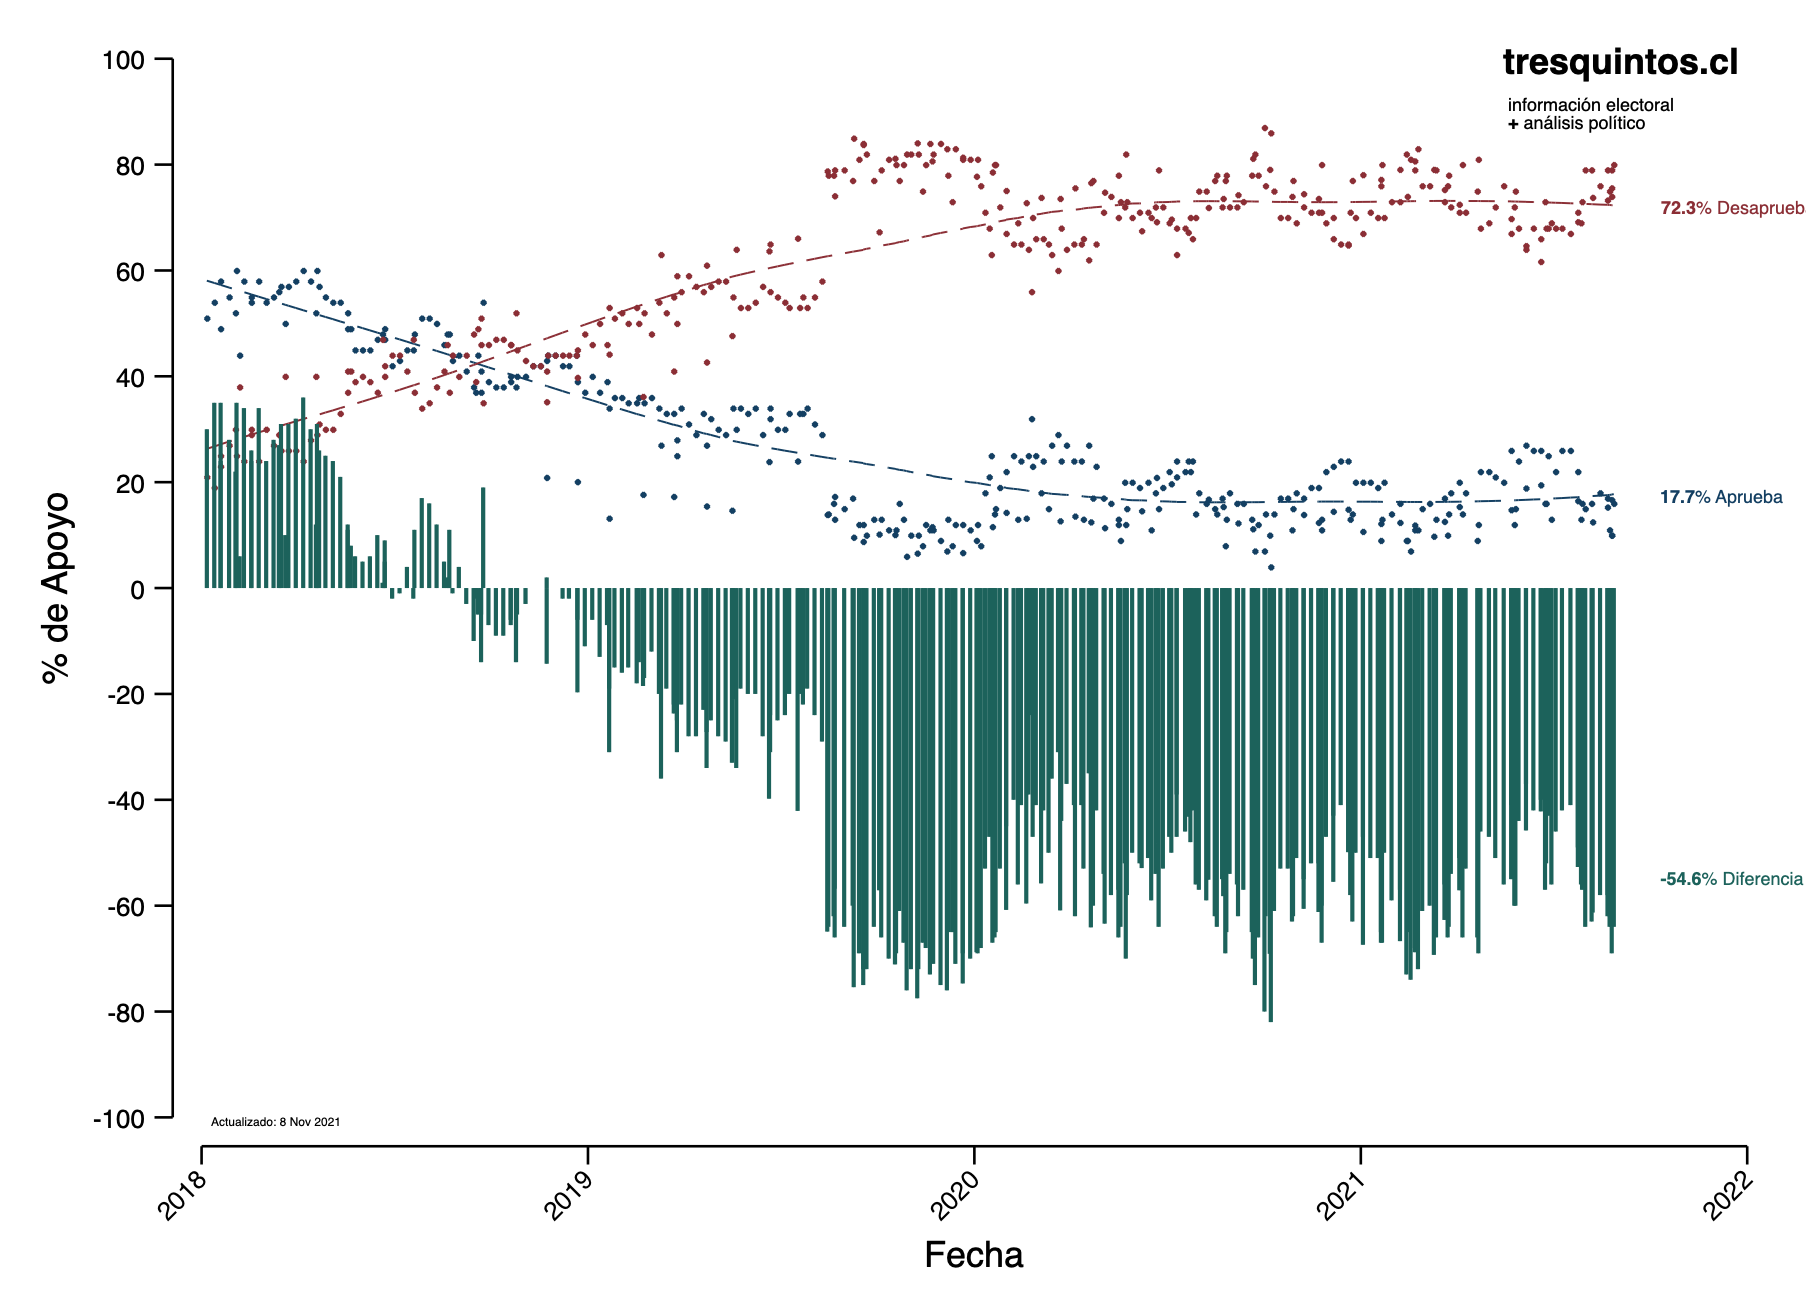 tresquintos.cl
información electoral
+ análisis político
% de Apoyo
100
80
60
40
20
0
-20
-40
-60
-80
-100
72.3% Desaprueb
17.7% Aprueba
-54.6% Diferencia
Actualizado: 8 Nov 2021
2018
2019
2020
2021
2022
Fecha